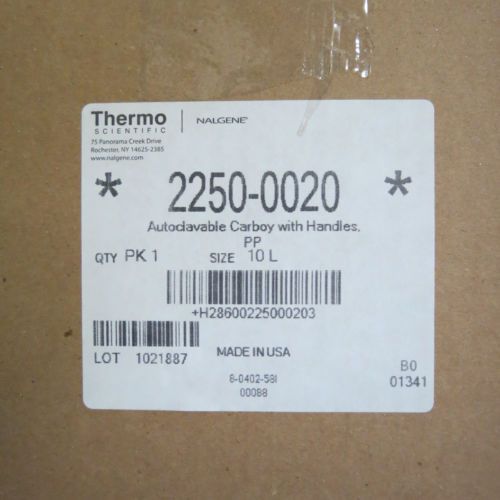 Thermo
SCIENTIFIC
NALGENE®
75 Panorama Creek Drive
Rochester, NY 14625-2385
www.nalgene.com
* 2250-0020 *
Autoclavable Carboy with Handles,
PP
QTY PK 1 SIZE 10 L
+H28600225000203
LOT 1021887
MADE IN USA
8-0402-58I
00088
B0
01341